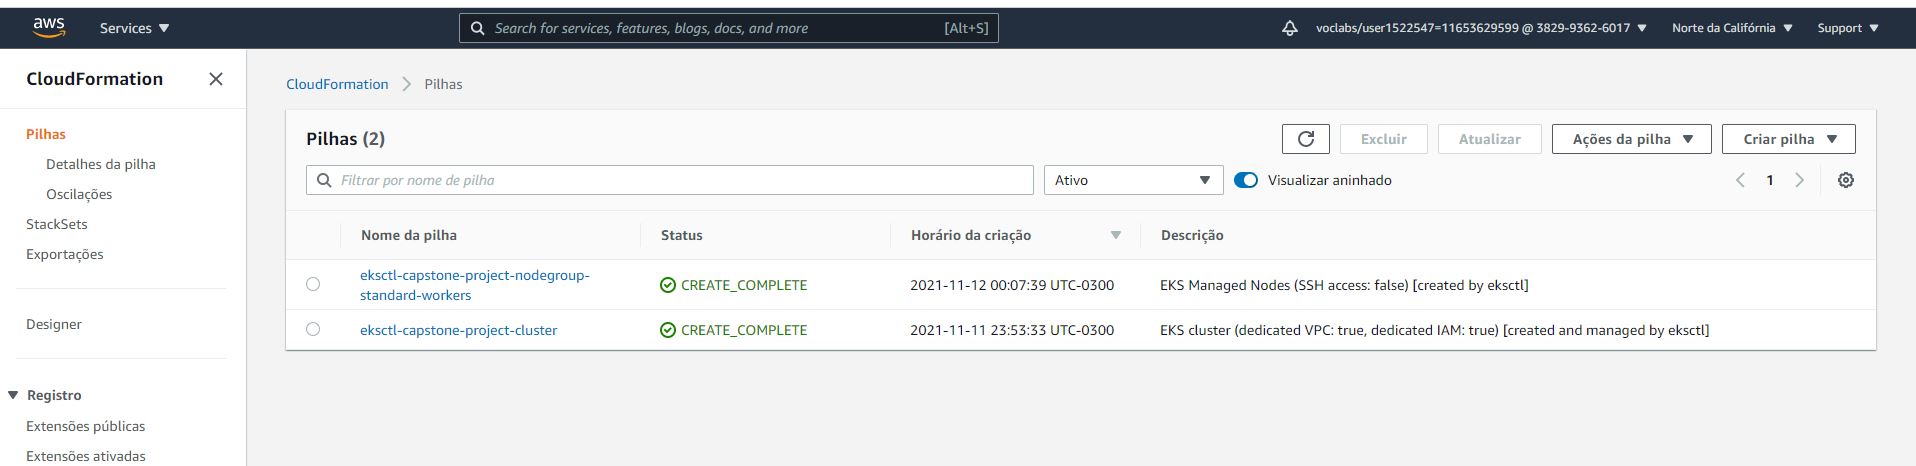 aws
Services
Search for services, features, blogs, docs, and more [Alt+S]
voclabs/user1522547=11653629599 @ 3829-9362-6017
Norte da Califórnia
Support
CloudFormation
Pilhas
Detalhes da pilha
Oscilações
StackSets
Exportações
Designer
Registro
Extensões públicas
Extensões ativadas
CloudFormation > Pilhas
Pilhas (2)
Excluir
Atualizar
Ações da pilha
Criar pilha
Filtrar por nome de pilha
Ativo
Visualizar aninhado
1
Nome da pilha Status Horário da criação Descrição
eksctl-capstone-project-nodegroup-
standard-workers
CREATE_COMPLETE 2021-11-12 00:07:39 UTC-0300 EKS Managed Nodes (SSH access: false) [created by eksctl]
eksctl-capstone-project-cluster CREATE_COMPLETE 2021-11-11 23:53:33 UTC-0300 EKS cluster (dedicated VPC: true, dedicated IAM: true) [created and managed by eksctl]